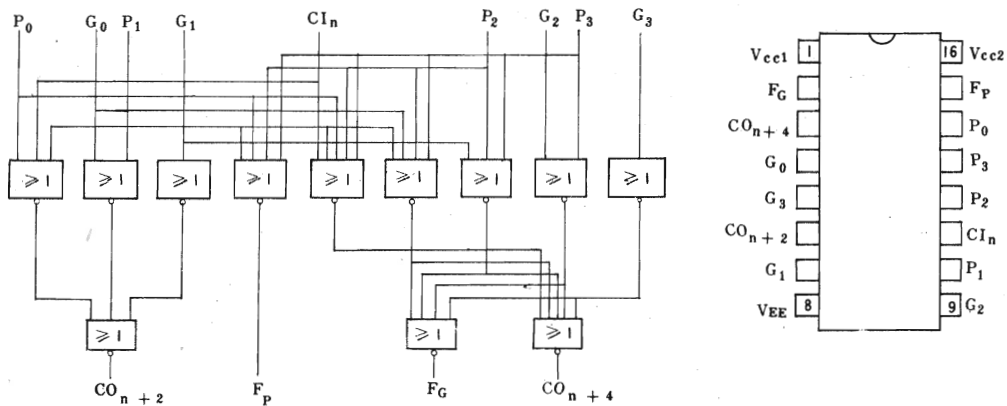 P0 G0 P1 G1 CIn P2 G2 P3 G3
≥1 ≥1 ≥1 ≥1 ≥1 ≥1 ≥1 ≥1 ≥1
≥1 ≥1 ≥1
COn + 2 FP FG COn + 4
Vcc1 1 16 Vcc2
FG FP
COn + 4 P0
G0 P3
G3 P2
COn + 2 CIn
G1 P1
VEE 8 9 G2